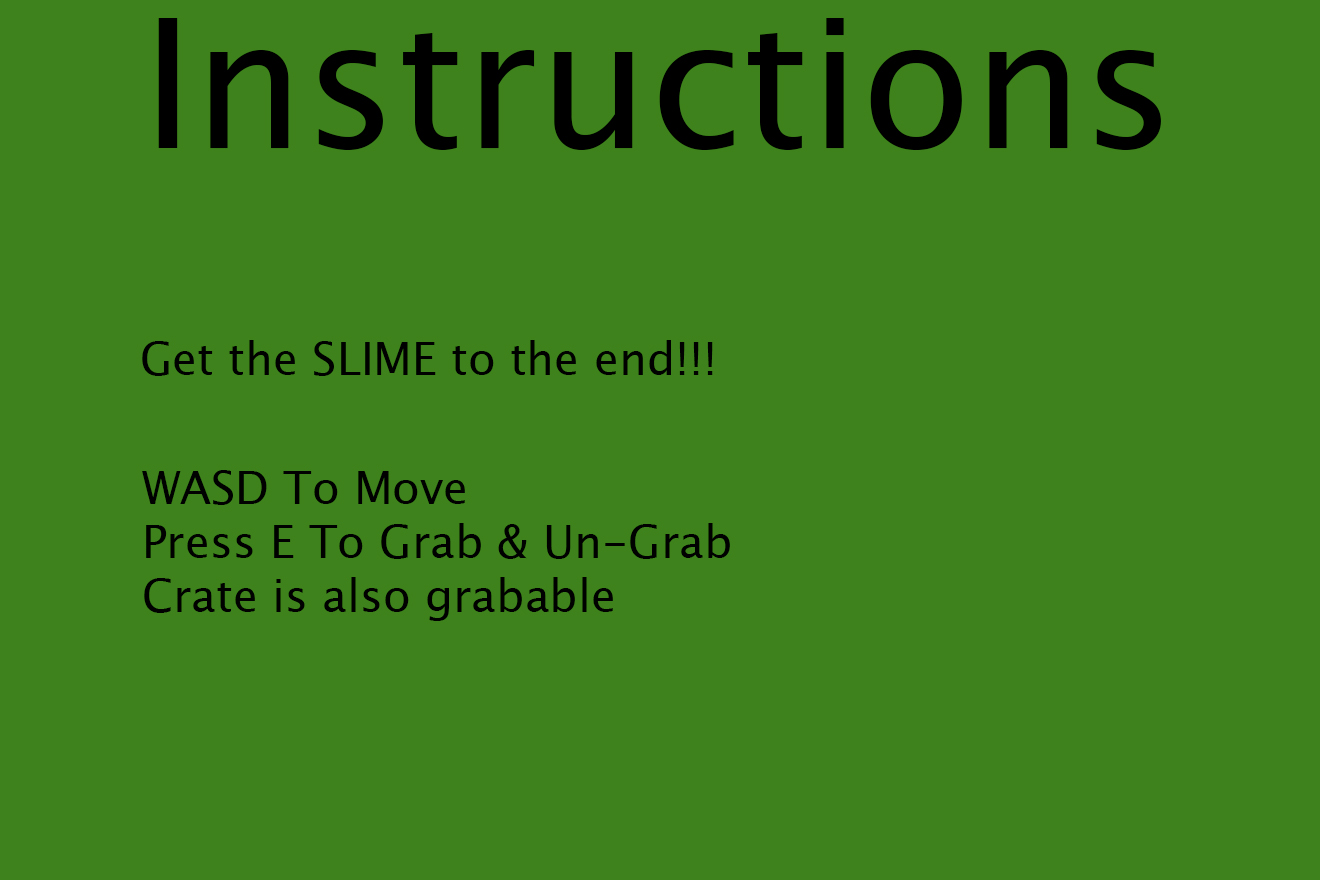 Instructions
Get the SLIME to the end!!!
WASD To Move
Press E To Grab & Un-Grab
Crate is also grabable